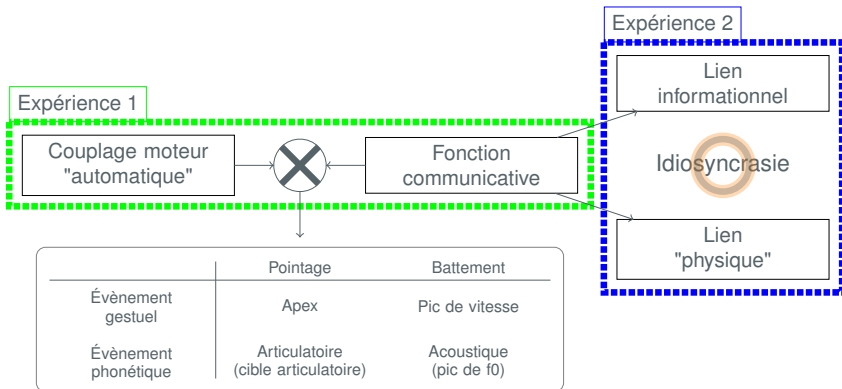 Expérience 2
Lien
informationnel
Idiosyncrasie
Lien
"physique"
Expérience 1
Couplage moteur
"automatique"
Fonction
communicative
Pointage Battement
Évènement
gestuel
Apex Pic de vitesse
Évènement
phonétique
Articulatoire
(cible articulatoire)
Acoustique
(pic de f0)